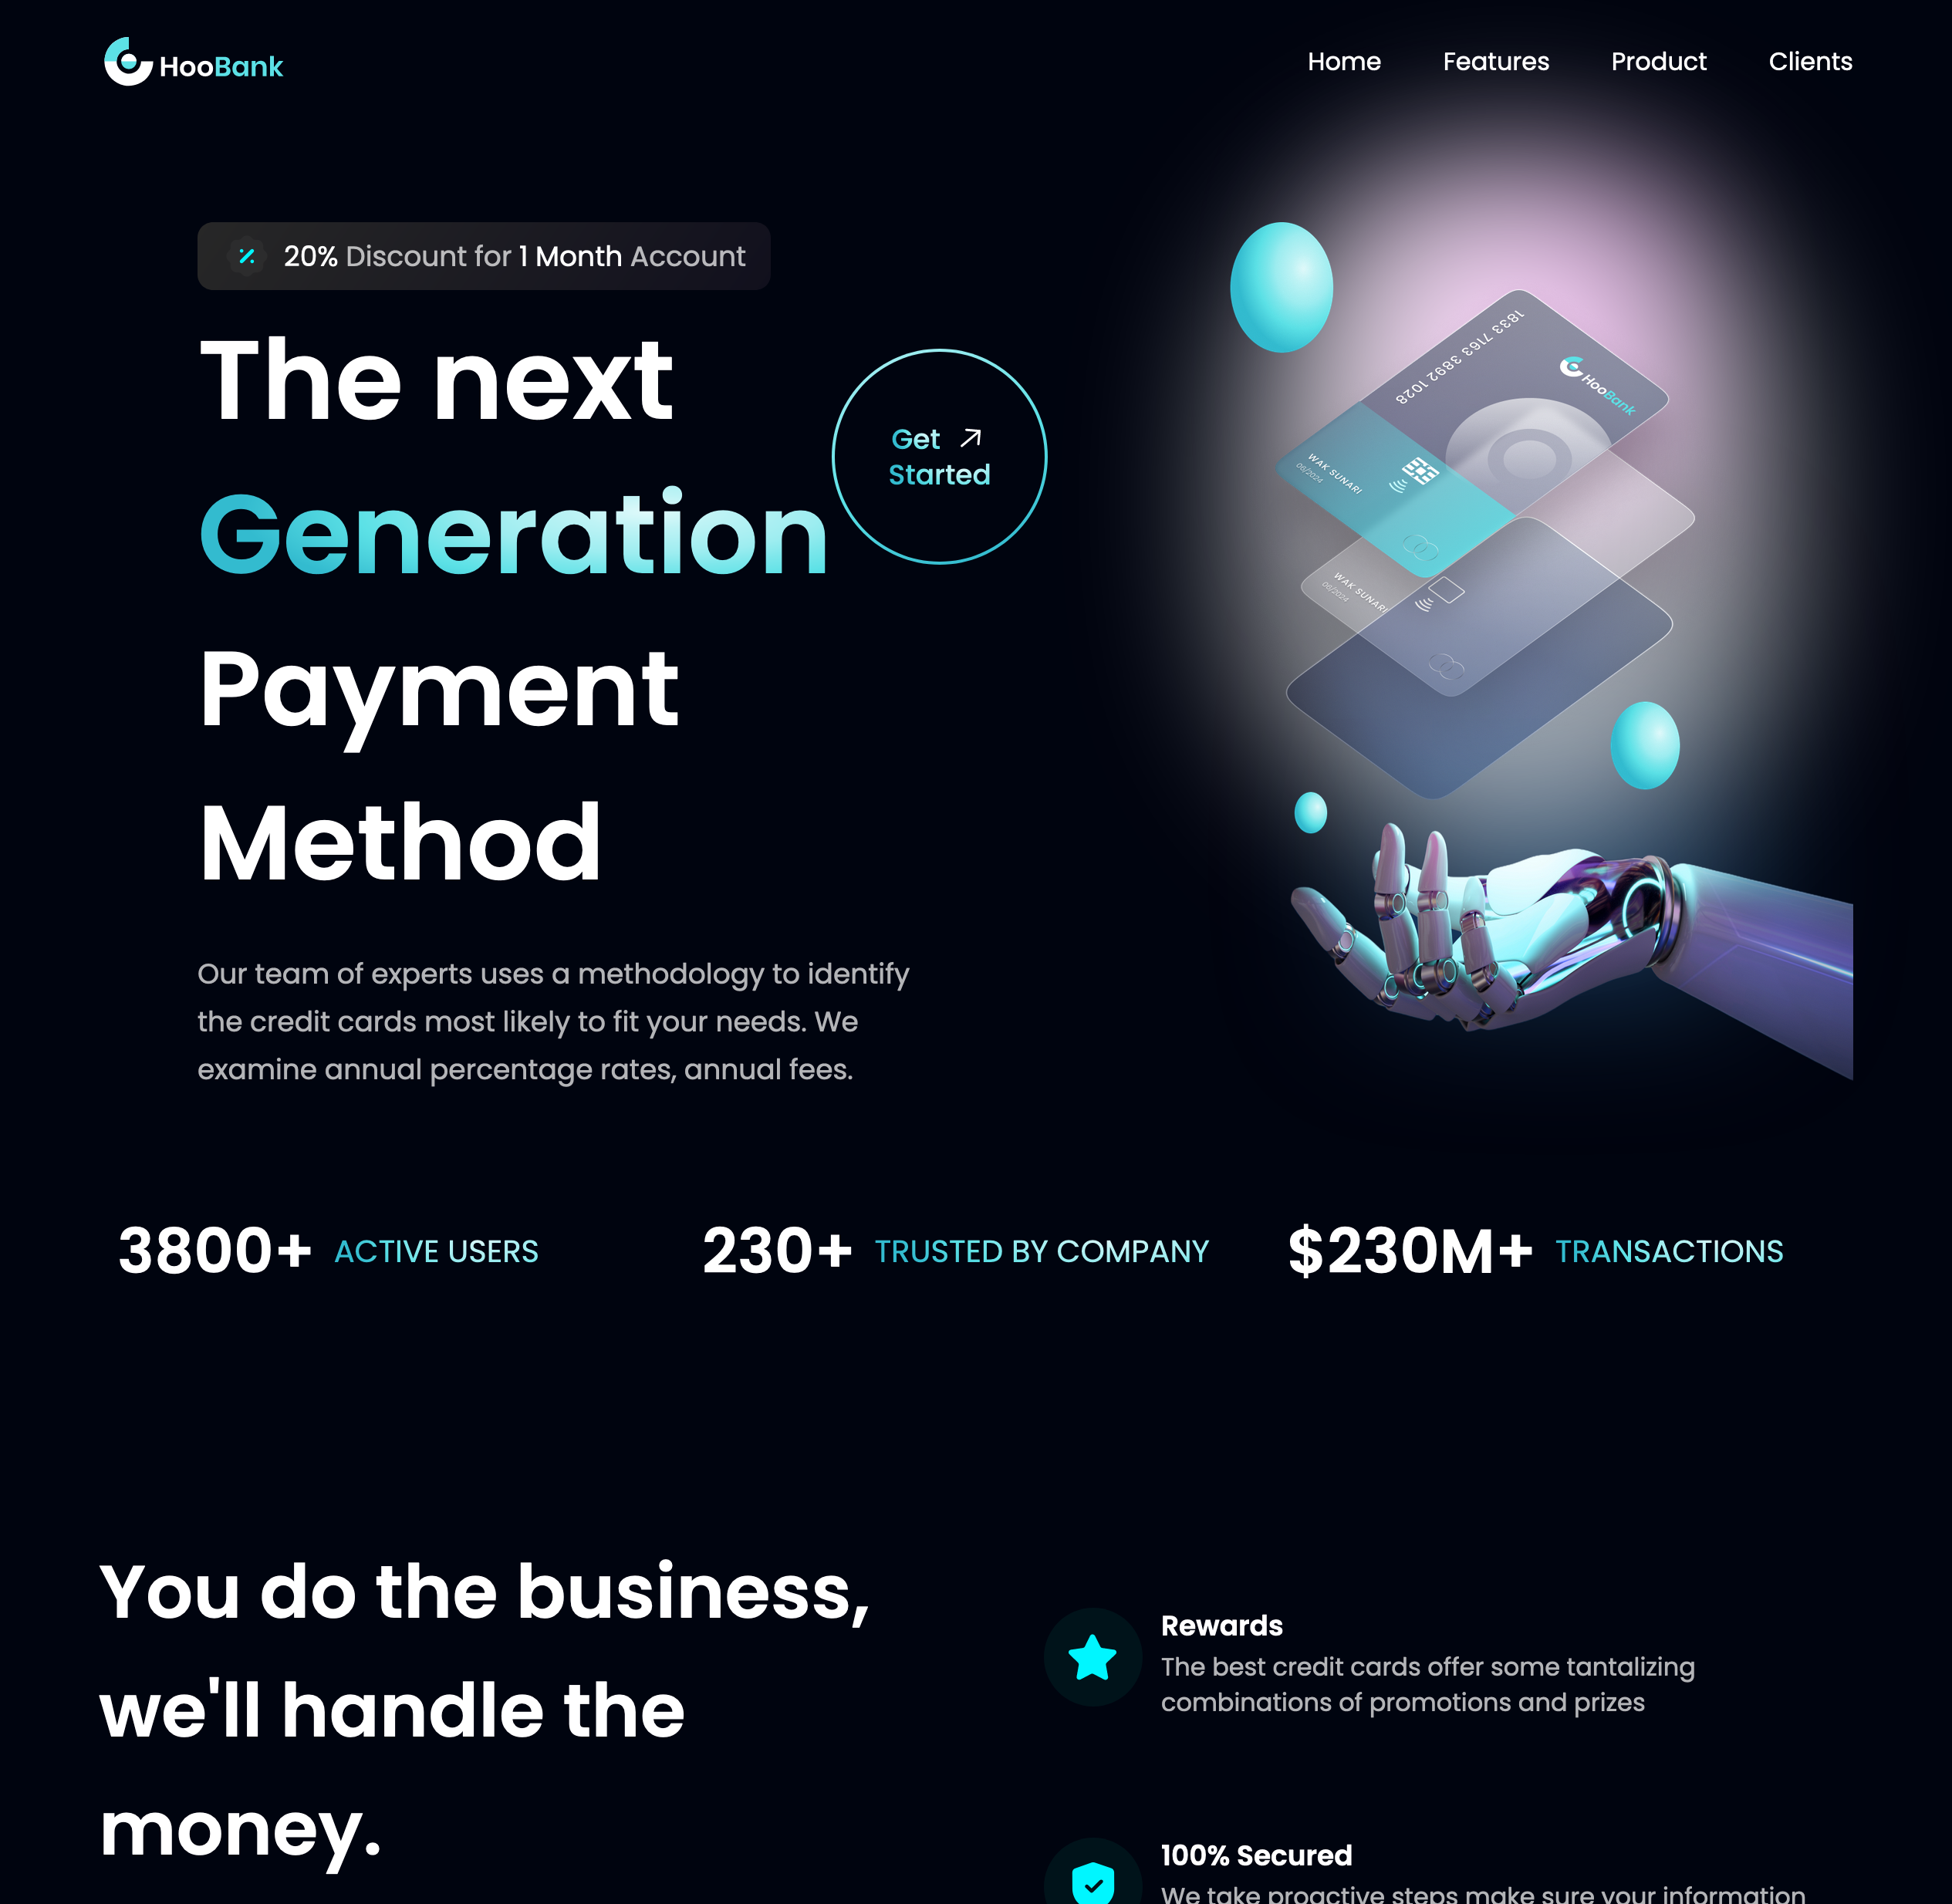 HooBank
Home Features Product Clients
20% Discount for 1 Month Account
The next
Generation
Payment
Method
Get
Started
Our team of experts uses a methodology to identify
the credit cards most likely to fit your needs. We
examine annual percentage rates, annual fees.
1833 7163 3892 1028
HooBank
WAK SUNARI
06/2024
WAK SUNARI
06/2024
3800+ ACTIVE USERS
230+ TRUSTED BY COMPANY
$230M+ TRANSACTIONS
You do the business,
we'll handle the
money.
Rewards
The best credit cards offer some tantalizing
combinations of promotions and prizes
100% Secured
We take proactive steps make sure your information